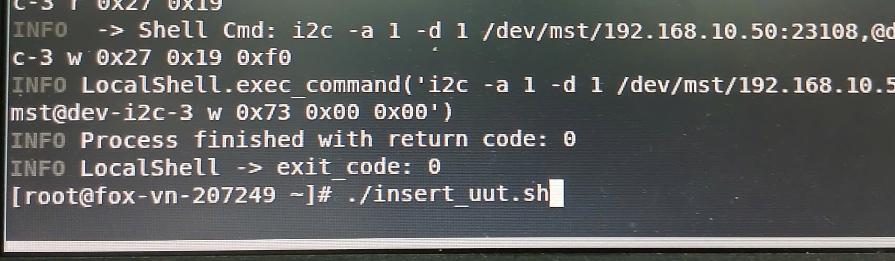 c-3 r 0x27 0x19
INFO  -> Shell Cmd: i2c -a 1 -d 1 /dev/mst/192.168.10.50:23108,@d
c-3 w 0x27 0x19 0xf0
INFO LocalShell.exec_command('i2c -a 1 -d 1 /dev/mst/192.168.10.5
mst@dev-i2c-3 w 0x73 0x00 0x00')
INFO Process finished with return code: 0
INFO LocalShell -> exit_code: 0
[root@fox-vn-207249 ~]# ./insert_uut.sh